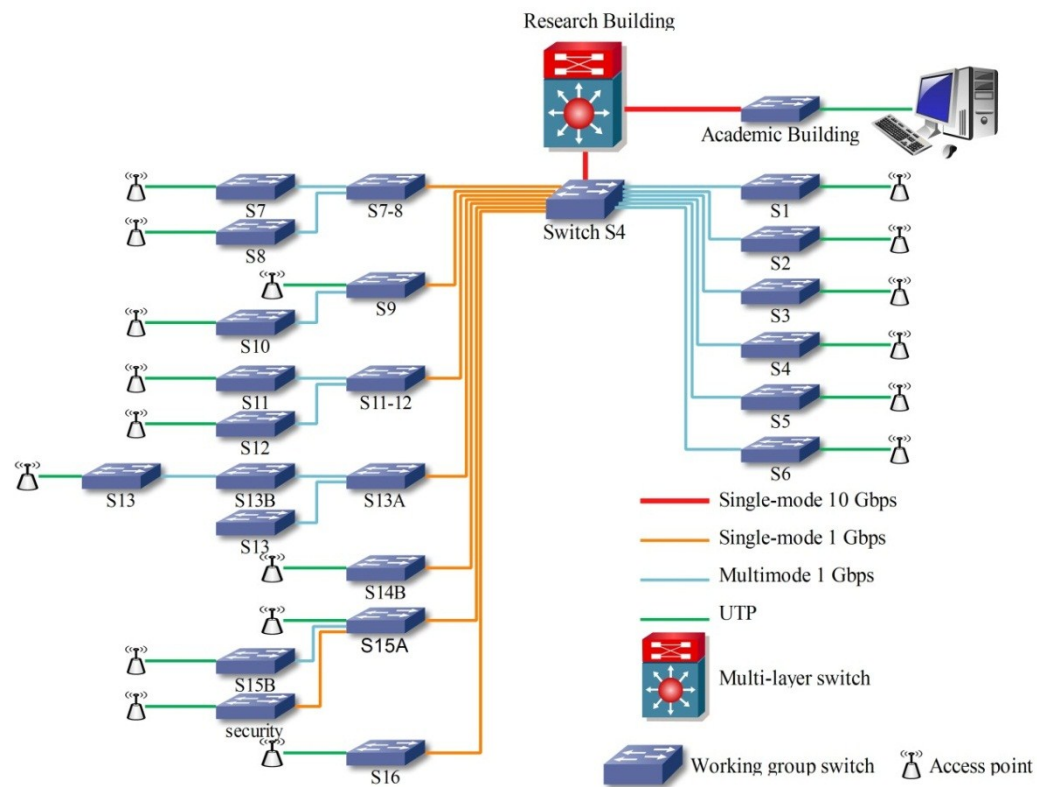 Research Building
Academic Building
Switch S4
S7
S7-8
S8
S9
S10
S11
S11-12
S12
S13
S13B
S13A
S13
S14B
S15A
S15B
security
S16
S1
S2
S3
S4
S5
S6
Single-mode 10 Gbps
Single-mode 1 Gbps
Multimode 1 Gbps
UTP
Multi-layer switch
Working group switch
Access point